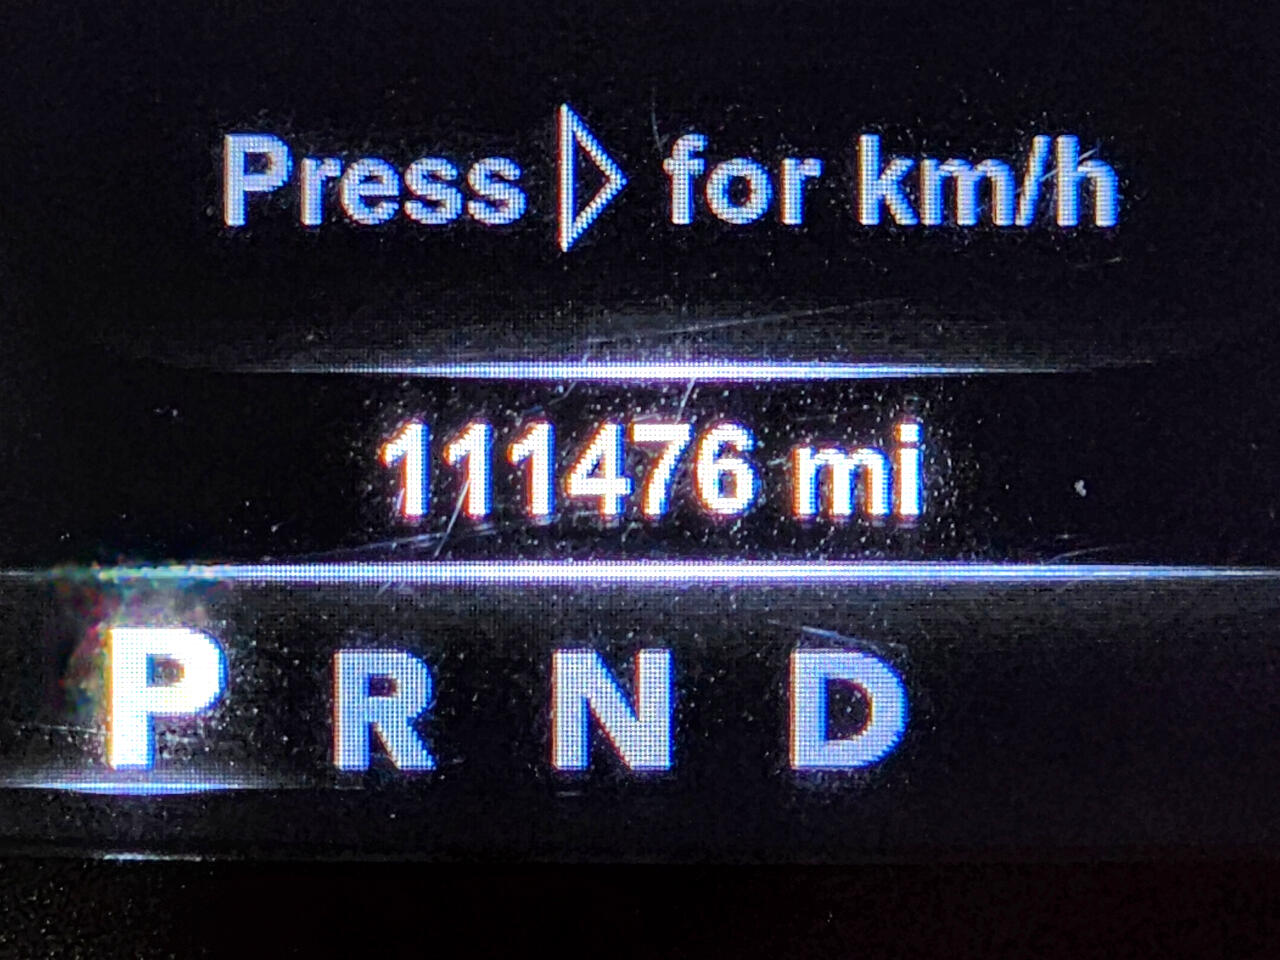 Press ▷ for km/h
111476 mi
P R N D